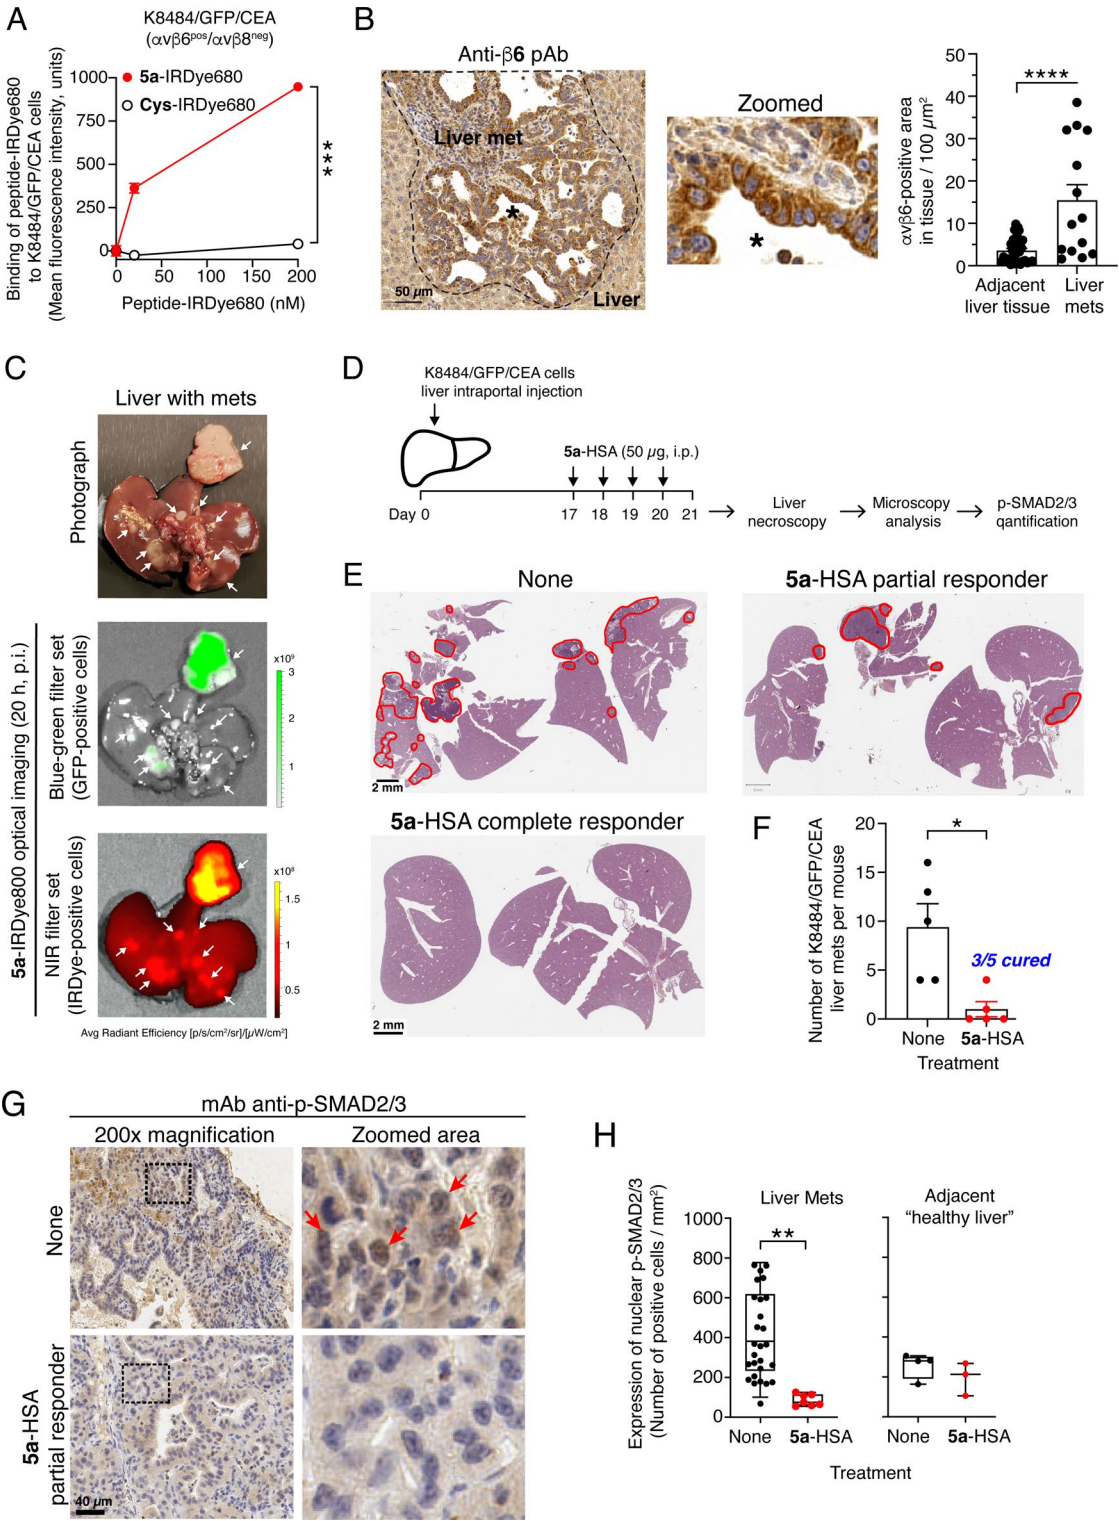 A
K8484/GFP/CEA
(αvβ6pos/αvβ8neg)
Binding of peptide-IRDye680
to K8484/GFP/CEA cells
(Mean fluorescence intensity, units)
1000
750
500
250
0
5a-IRDye680
Cys-IRDye680
***
0 50 100 150 200
Peptide-IRDye680 (nM)
B
Anti-β6 pAb
Liver met
*
50 µm
Liver
Zoomed
*
αvβ6-positive area
in tissue / 100 µm2
50
40
30
20
10
0
****
Adjacent
liver tissue
Liver
mets
C
Liver with mets
Photograph
5a-IRDye800 optical imaging (20 h, p.i.)
Blue-green filter set
(GFP-positive cells)
x10⁹
3
2
1
NIR filter set
(IRDye-positive cells)
x10⁸
1.5
1
0.5
Avg Radiant Efficiency [p/s/cm²/sr]/[µW/cm²]
D
K8484/GFP/CEA cells
liver intraportal injection
5a-HSA (50 µg, i.p.)
Day 0 17 18 19 20 21
Liver
necroscopy
Microscopy
analysis
p-SMAD2/3
qantification
E
None
2 mm
5a-HSA partial responder
5a-HSA complete responder
2 mm
F
Number of K8484/GFP/CEA
liver mets per mouse
20
15
10
5
0
*
3/5 cured
None 5a-HSA
Treatment
G
mAb anti-p-SMAD2/3
200x magnification
Zoomed area
None
5a-HSA
partial responder
40 µm
H
Expression of nuclear p-SMAD2/3
(Number of positive cells / mm²)
Liver Mets
1000
800
600
400
200
0
**
None 5a-HSA
Adjacent
“healthy liver”
None 5a-HSA
Treatment